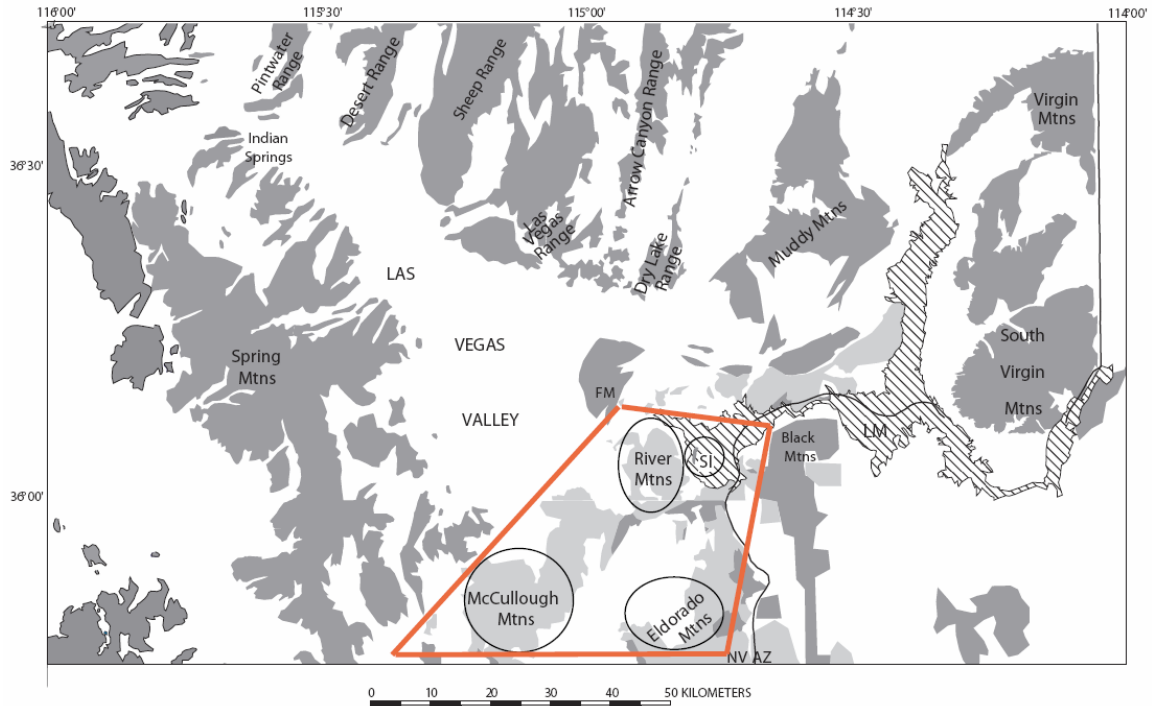 116'00'
115'.30'
115'00'
114'.30'
114'00'
Pintwater
Range
Desert Range
Sheep Range
Arrow Canyon Range
Virgin
Mtns
Indian
Springs
36'.30'
Las
Vegas
Range
Dry Lake
Range
Muddy Mtns
LAS
VEGAS
VALLEY
Spring
Mtns
South
Virgin
Mtns
FM
River
Mtns
SI
Black
Mtns
LM
36'00'
McCullough
Mtns
Eldorado
Mtns
NV AZ
0 10 20 30 40 50 KILOMETERS